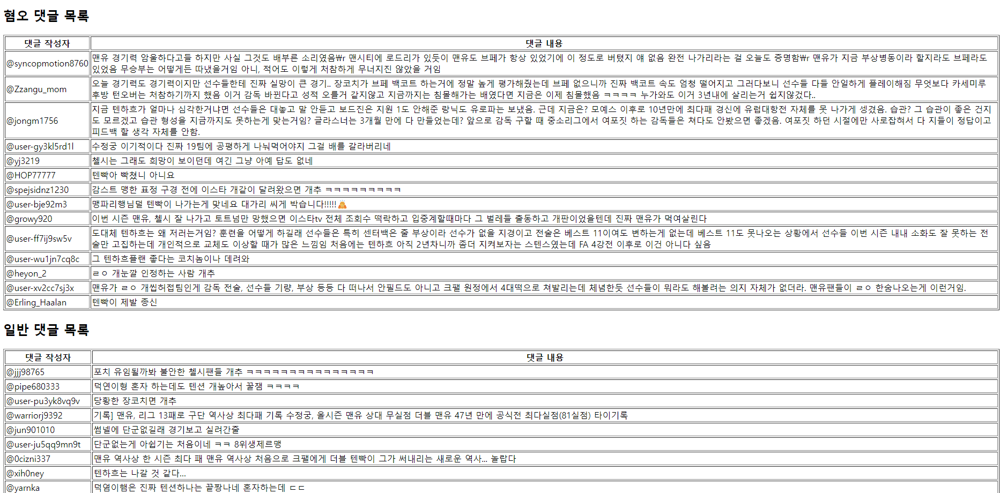 혐오 댓글 목록
댓글 작성자 댓글 내용
@syncopmotion8760 맨유 경기력 암울하다고들 하지만 사실 그것도 배부른 소리였음₩r 맨시티에 로드리가 있듯이 맨유도 브페가 항상 있었기에 이 정도로 버텼지 얘 없음 완전 나가리라는 걸 오늘도 증명함₩r 맨유가 지금 부상병동이라 할지라도 브페라도
있었음 무승부는 어떻게든 따냈을거임 아니, 적어도 이렇게 처참하게 무너지진 않았을 거임
@Zzangu_mom 오늘 경기력도 경기력이지만 선수들한테 진짜 실망이 큰 경기.. 장코치가 브페 백코트 하는거에 정말 높게 평가해줬는데 브페 없으니까 진짜 백코트 속도 엄청 떨어지고 그러다보니 선수들 다들 안일하게 플레이해짐 무엇보다 카세미루
후방 턴오버는 처참하기까지 했음 이거 감독 바뀐다고 성적 오를거 같지않고 지금까지는 침몰해가는 배였다면 지금은 이제 침몰했음 ㅋㅋㅋㅋ 누가와도 이거 3년내에 살리는거 쉽지않겄다..
@jongm1756 지금 텐하흐가 얼마나 심각한거냐면 선수들은 대놓고 말 안듣고 보드진은 지원 1도 안해준 랑닉도 유로파는 보냈음. 근데 지금은? 모예스 이후로 10년만에 최다패 경신에 유럽대항전 자체를 못 나가게 셍겼음. 습관? 그 습관이 좋은 건지
도 모르겠고 습관 형성을 지금까지도 못하는게 맞는거임? 글라스너는 3개월 만에 다 만들었는데? 앞으로 감독 구할 때 중소리그에서 여포짓 하는 감독들은 쳐다도 안봤으면 좋겠음. 여포짓 하던 시절에만 사로잡혀서 다 지들이 정답이고
피드백 할 생각 자체를 안함.
@user-gy3kl5rd1l 수정궁 이기적이다 진짜 19팀에 공평하게 나눠먹어야지 그걸 배를 갈라버리네
@yj3219 첼시는 그래도 희망이 보이던데 여긴 그냥 아예 답도 없네
@HOP77777 텐빡아 빡쳤니 아니요
@spejsidnz1230 감스트 맹한 표정 구경 전에 이스타 개같이 달려왔으면 개추 ㅋㅋㅋㅋㅋㅋㅋㅋㅋ
@user-bje92m3 맹파리행님덜 텐빡이 나가는게 맞네요 대가리 씨게 박습니다!!!!!🙇
@growy920 이번 시즌 맨유, 첼시 잘 나가고 토트넘만 망했으면 이스타tv 전체 조회수 떡락하고 입중계할때마다 그 벌레들 출동하고 개판이었을텐데 진짜 맨유가 먹여살린다
@user-ff7ij9sw5v 도대체 텐하흐는 왜 저러는거임? 훈련을 어떻게 하길래 선수들은 특히 센터백은 줄 부상이라 선수가 없을 지경이고 전술은 베스트 11이여도 변하는게 없는데 베스트 11도 못나오는 상황에서 선수들 이번 시즌 내내 소화도 잘 못하는 전
술만 고집하는데 개인적으로 교체도 이상할 때가 많은 느낌임 처음에는 텐하흐 아직 2년차니까 좀더 지켜보자는 스텐스였는데 FA 4강전 이후로 이건 아니다 싶음
@user-wu1jn7cq8c 그 텐하흐플랜 좋다는 코치놈이나 데려와
@heyon_2 ㄹㅇ 개눈깔 인정하는 사람 개추
@user-xv2cc7sj3x 맨유가 ㄹㅇ 개씹허접팀인게 감독 전술, 선수들 기량, 부상 등등 다 떠나서 안필드도 아니고 크팰 원정에서 4대떡으로 쳐발리는데 체념한듯 선수들이 뭐라도 해볼려는 의지 자체가 없더라. 맨유팬들이 ㄹㅇ 한숨나오는게 이런거임.
@Erling_Haalan 텐빡이 제발 종신
일반 댓글 목록
댓글 작성자 댓글 내용
@jjj98765 포치 유임될까봐 불안한 첼시팬들 개추 ㅋㅋㅋㅋㅋㅋㅋㅋㅋㅋㅋㅋㅋㅋㅋ
@pipe680333 덕연이형 혼자 하는데도 텐션 개높아서 꿀잼 ㅋㅋㅋㅋ
@user-pu3yk8vq9v 당황한 장코치면 개추
@warriorj9392 기록] 맨유, 리그 13패로 구단 역사상 최다패 기록 수정궁, 올시즌 맨유 상대 무실점 더블 맨유 47년 만에 공식전 최다실점(81실점) 타이기록
@jun901010 썸넬에 단군없길래 경기보고 실려간줄
@user-ju5qq9mn9t 단군없는게 아쉽기는 처음이네 ㅋㅋ 8위생제르맹
@0cizni337 맨유 역사상 한 시즌 최다 패 맨유 역사상 처음으로 크팰에게 더블 텐빡이 그가 써내리는 새로운 역사... 놀랍다
@xih0ney 텐하흐는 나갈 것 같다...
@yarnka 덕염이햄은 진짜 텐션하나는 끝짱나네 혼자하는데 ㄷㄷ